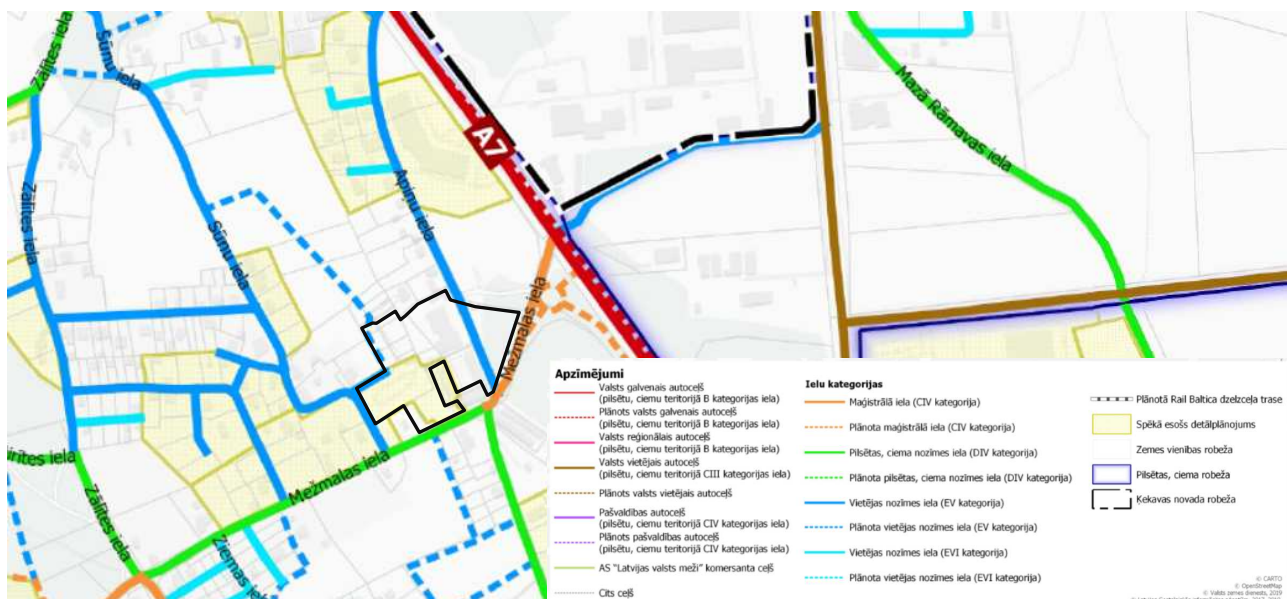 Zālītes iela
Sūnu iela
Zālītes iela
Sūnu iela
Apiņu iela
A7
Mazā Rāmavas iela
Mežmalas iela
Mežmalas iela
Zālītes iela
Ziemas iela
Apzīmējumi
Valsts galvenais autoceļš
(pilsētu, ciemu teritorijā B kategorijas iela)
Plānots valsts galvenais autoceļš
(pilsētu, ciemu teritorijā B kategorijas iela)
Valsts reģionālais autoceļš
(pilsētu, ciemu teritorijā B kategorijas iela)
Valsts vietējais autoceļš
(pilsētu, ciemu teritorijā CIII kategorijas iela)
Plānots valsts vietējais autoceļš
Pašvaldības autoceļš
(pilsētu, ciemu teritorijā CIV kategorijas iela)
Plānots pašvaldības autoceļš
(pilsētu, ciemu teritorijā CIV kategorijas iela)
AS "Latvijas valsts meži" komersanta ceļš
Cits ceļš
Ielu kategorijas
Maģistrālā iela (CIV kategorija)
Plānota maģistrālā iela (CIV kategorija)
Pilsētas, ciema nozīmes iela (DIV kategorija)
Plānota pilsētas, ciema nozīmes iela (DIV kategorija)
Vietējas nozīmes iela (EV kategorija)
Plānota vietējas nozīmes iela (EV kategorija)
Vietējas nozīmes iela (EVI kategorija)
Plānota vietējas nozīmes iela (EVI kategorija)
Plānotā Rail Baltica dzelzceļa trase
Spēkā esošs detālplānojums
Zemes vienības robeža
Pilsētas, ciema robeža
Ķekavas novada robeža
© CARTO
© OpenStreetMap
© Valsts zemes dienests, 2019